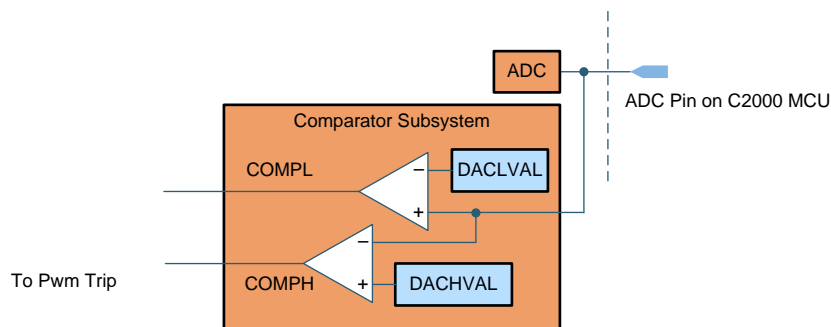 ADC
ADC Pin on C2000 MCU
Comparator Subsystem
COMPL
−
DACLVAL
+
−
To Pwm Trip
COMPH
+
DACHVAL